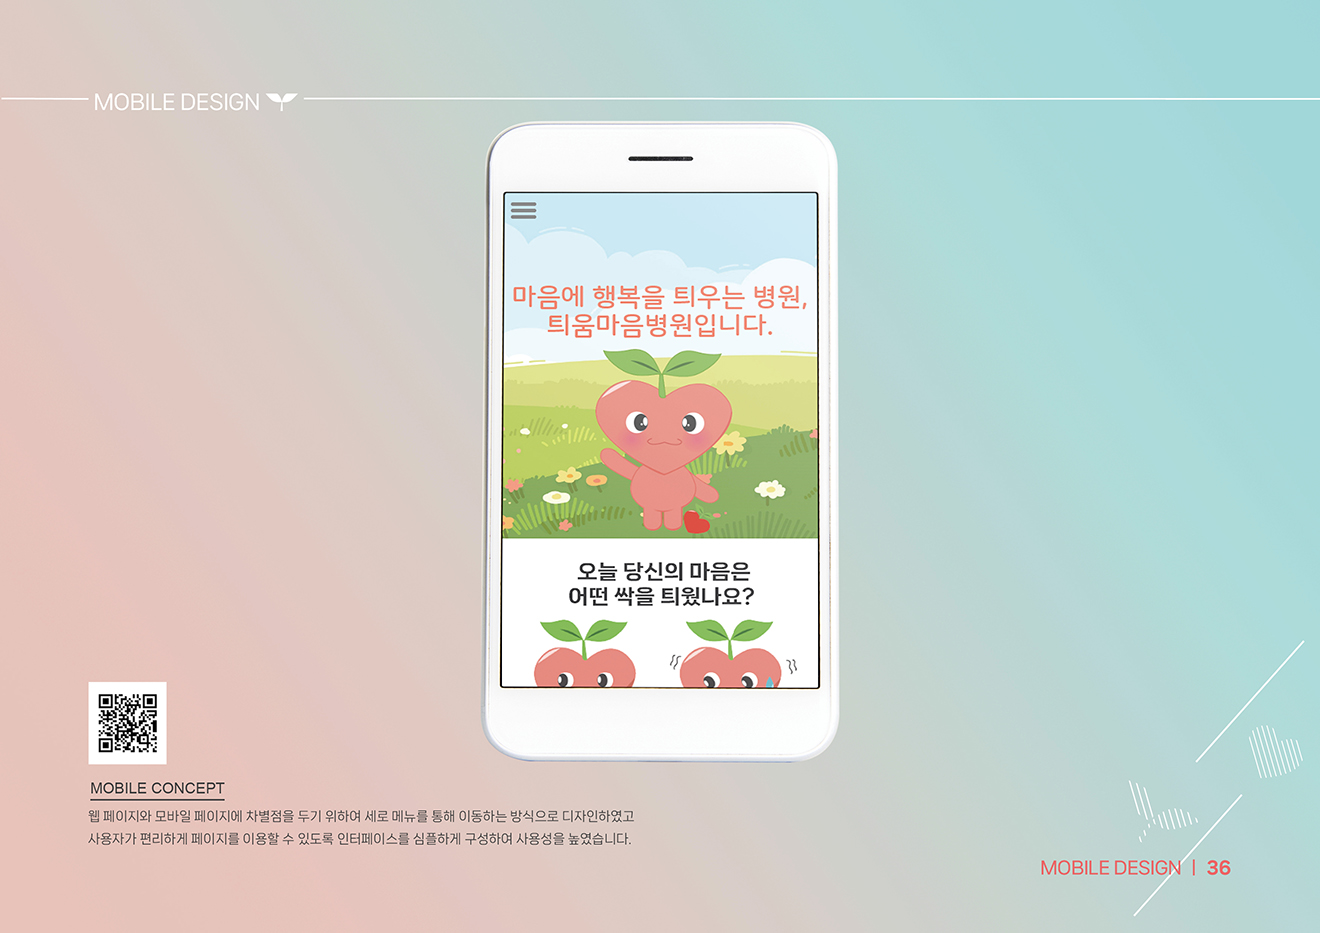 MOBILE DESIGN
마음에 행복을 틔우는 병원,
틔움마음병원입니다.
오늘 당신의 마음은
어떤 싹을 틔웠나요?
MOBILE CONCEPT
웹 페이지와 모바일 페이지에 차별점을 두기 위하여 세로 메뉴를 통해 이동하는 방식으로 디자인하였고
사용자가 편리하게 페이지를 이용할 수 있도록 인터페이스를 심플하게 구성하여 사용성을 높였습니다.
MOBILE DESIGN | 36